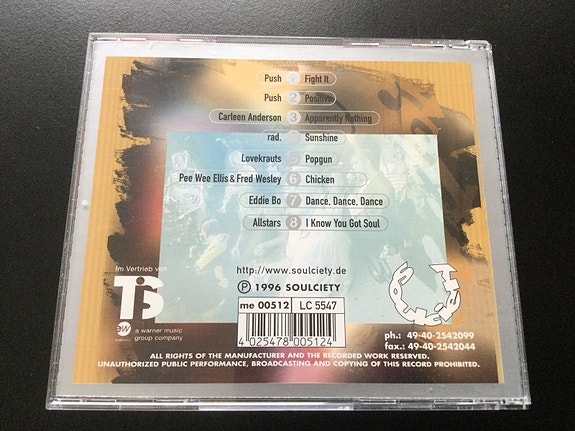 Push 1 Fight It
Push 2 Positive
Carleen Anderson 3 Apparently Nothing
rad. 4 Sunshine
Lovekrauts 5 Popgun
Pee Wee Ellis & Fred Wesley 6 Chicken
Eddie Bo 7 Dance, Dance, Dance
Allstars 8 I Know You Got Soul
Im Vertrieb von
TIS
a warner music
group company
http://www.soulciety.de
P 1996 SOULCIETY
me 00512 LC 5547
4 025478 005124
ph.: 49-40-2542099
fax.: 49-40-2542044
ALL RIGHTS OF THE MANUFACTURER AND THE RECORDED WORK RESERVED.
UNAUTHORIZED PUBLIC PERFORMANCE, BROADCASTING AND COPYING OF THIS RECORD PROHIBITED.